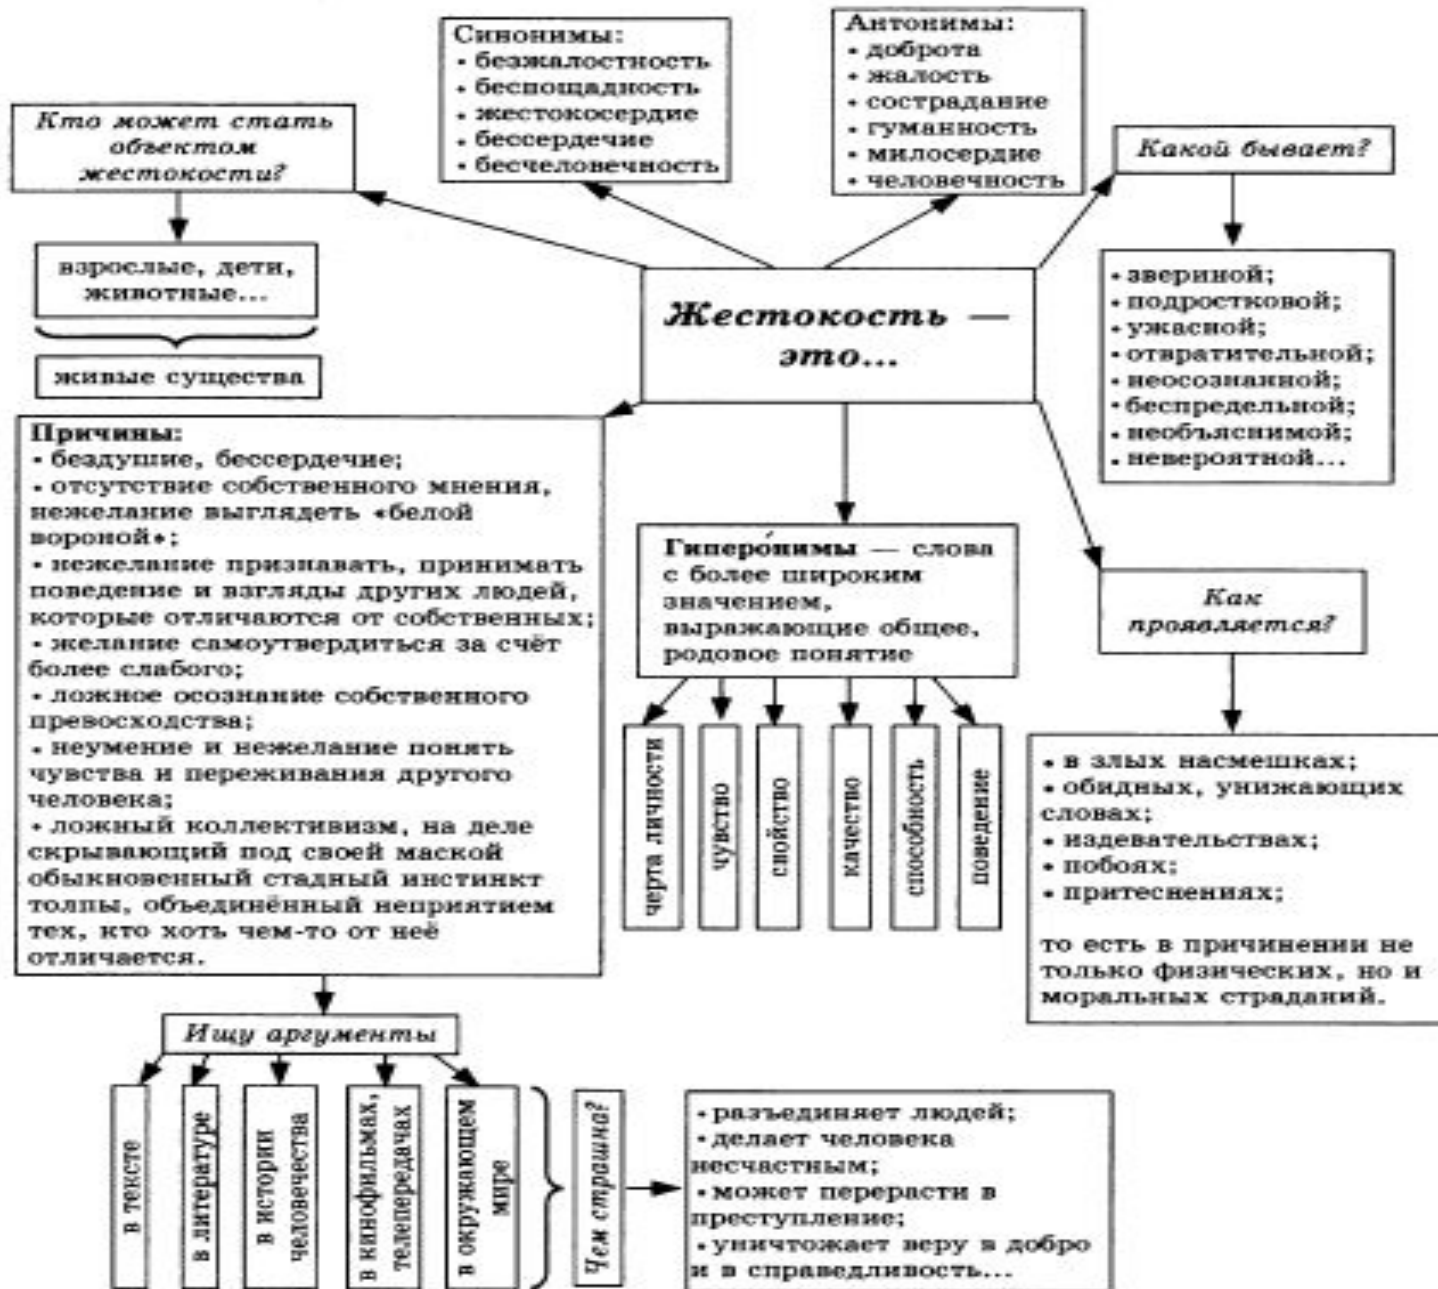 Синонимы:
• безжалостность
• беспощадность
• жестокосердие
• бессердечие
• бесчеловечность
Антонимы:
• доброта
• жалость
• сострадание
• гуманность
• милосердие
• человечность
Кто может стать
объектом
жестокости?
взрослые, дети,
животные...
живые существа
Какой бывает?
• звериной;
• подростковой;
• ужасной;
• отвратительной;
• неосознанной;
• беспредельной;
• необъяснимой;
• невероятной...
Жестокость —
это...
Причины:
• бездушие, бессердечие;
• отсутствие собственного мнения,
нежелание выглядеть «белой
вороной»;
• нежелание признавать, принимать
поведение и взгляды других людей,
которые отличаются от собственных;
• желание самоутвердиться за счёт
более слабого;
• ложное осознание собственного
превосходства;
• неумение и нежелание понять
чувства и переживания другого
человека;
• ложный коллективизм, на деле
скрывающий под своей маской
обыкновенный стадный инстинкт
толпы, объединённый неприятием
тех, кто хоть чем-то от неё
отличается.
Гиперо́нимы — слова
с более широким
значением,
выражающие общее,
родовое понятие
черта личности
чувство
свойство
качество
способность
поведение
Как
проявляется?
• в злых насмешках;
• обидных, унижающих
словах;
• издевательствах;
• побоях;
• притеснениях;
то есть в причинении не
только физических, но и
моральных страданий.
Ищу аргументы
в тексте
в литературе
в истории
человечества
в кинофильмах,
телепередачах
в окружающем
мире
Чем страшна?
• разъединяет людей;
• делает человека
несчастным;
• может перерасти в
преступление;
• уничтожает веру в добро
и в справедливость...